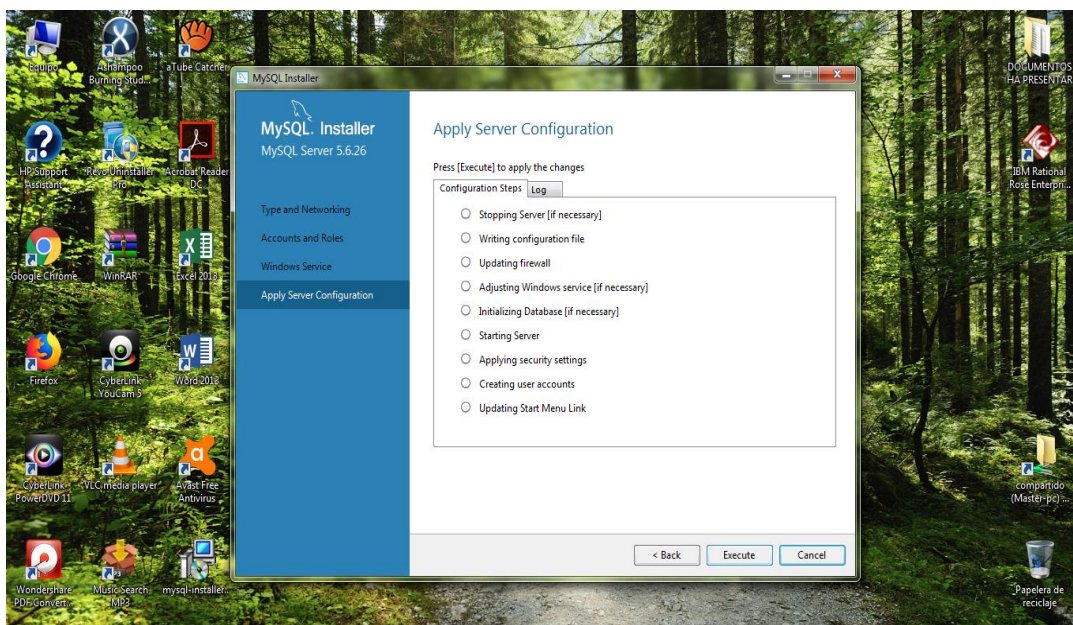 Equipo
Ashampoo
Burning Stud...
aTube Catcher
HP Support
Assistant
Revo Uninstaller
Pro
Acrobat Reader
DC
Google Chrome
WinRAR
Excel 2013
Firefox
CyberLink
YouCam 5
Word 2013
CyberLink
PowerDVD 11
VLC media player
Avast Free
Antivirus
Wondershare
PDF Convert...
Music Search
MP3
mysql-installer...
MySQL Installer
MySQL. Installer
MySQL Server 5.6.26
Type and Networking
Accounts and Roles
Windows Service
Apply Server Configuration
Apply Server Configuration
Press [Execute] to apply the changes
Configuration Steps
Log
Stopping Server [if necessary]
Writing configuration file
Updating firewall
Adjusting Windows service [if necessary]
Initializing Database [if necessary]
Starting Server
Applying security settings
Creating user accounts
Updating Start Menu Link
< Back
Execute
Cancel
DOCUMENTOS
HA PRESENTAR
IBM Rational
Rose Enterpri...
compartido
(Master-pc) ...
Papelera de
reciclaje